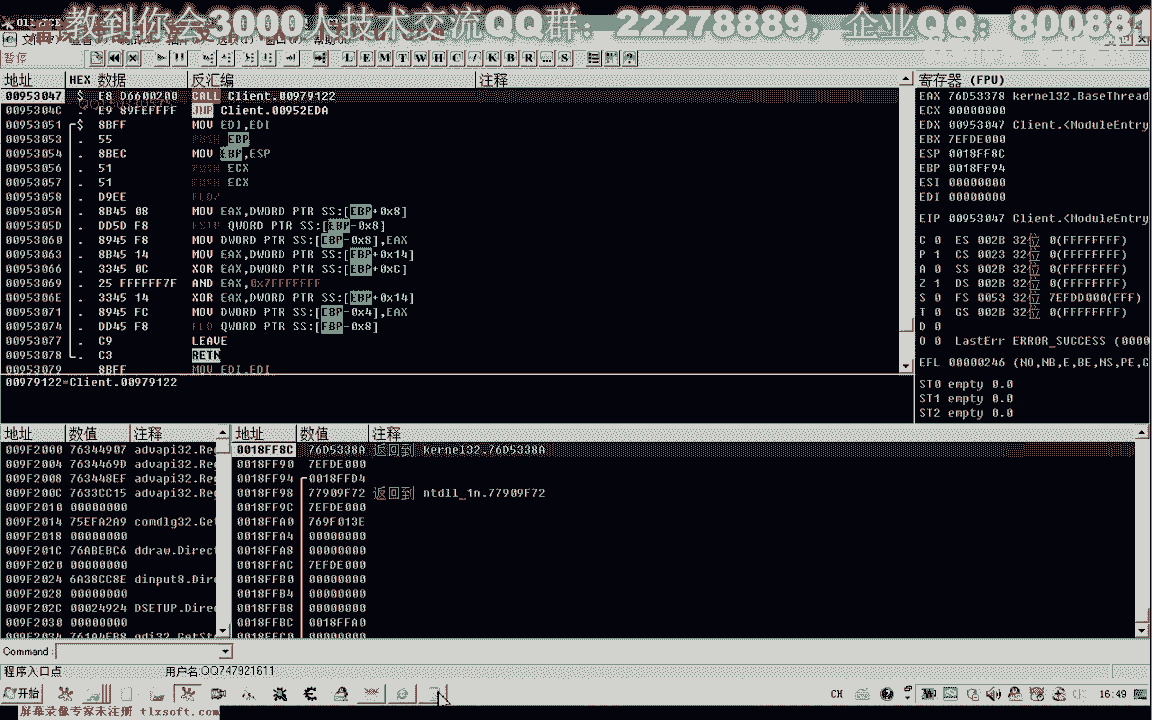 教到你会3000人技术交流QQ群：22278889， 企业QQ：800881
暂停
L E M T W H C / K B R ... S
地址 HEX 数据 反汇编 注释
00953047 $ E8 D6600200 CALL Client.00979122
0095304C . E9 89FEFFFF JMP Client.00952EDA
00953051 $ 8BFF MOV EDI,EDI
00953053 . 55 PUSH EBP
00953054 . 8BEC MOV EBP,ESP
00953056 . 51 PUSH ECX
00953057 . 51 PUSH ECX
00953058 . D9EE FLDZ
0095305A . 8B45 08 MOV EAX,DWORD PTR SS:[EBP+0x8]
0095305D . DD5D F8 FSTP QWORD PTR SS:[EBP-0x8]
00953060 . 8945 F8 MOV DWORD PTR SS:[EBP-0x8],EAX
00953063 . 8B45 14 MOV EAX,DWORD PTR SS:[EBP+0x14]
00953066 . 3345 0C XOR EAX,DWORD PTR SS:[EBP+0xC]
00953069 . 25 FFFFFF7F AND EAX,0x7FFFFFFF
0095306E . 3345 14 XOR EAX,DWORD PTR SS:[EBP+0x14]
00953071 . 8945 FC MOV DWORD PTR SS:[EBP-0x4],EAX
00953074 . DD45 F8 FLD QWORD PTR SS:[EBP-0x8]
00953077 . C9 LEAVE
00953078 . C3 RETN
00953079 8BFF MOV EDI,EDI
00979122=Client.00979122
寄存器 (FPU)
EAX 76D53378 kernel32.BaseThread
ECX 00000000
EDX 00953047 Client.<ModuleEntry
EBX 7EFDE000
ESP 0018FF8C
EBP 0018FF94
ESI 00000000
EDI 00000000
EIP 00953047 Client.<ModuleEntry
C 0 ES 002B 32位 0(FFFFFFFF)
P 1 CS 0023 32位 0(FFFFFFFF)
A 0 SS 002B 32位 0(FFFFFFFF)
Z 1 DS 002B 32位 0(FFFFFFFF)
S 0 FS 0053 32位 7EFDD000(FFF)
T 0 GS 002B 32位 0(FFFFFFFF)
D 0
O 0 LastErr ERROR_SUCCESS (0000
EFL 00000246 (NO,NB,E,BE,NS,PE,G
ST0 empty 0.0
ST1 empty 0.0
ST2 empty 0.0
地址 数值 注释
009F2000 76344907 advapi32.Reg
009F2004 7634469D advapi32.Reg
009F2008 763448EF advapi32.Reg
009F200C 7633CC15 advapi32.Reg
009F2010 00000000
009F2014 75EFA2A9 comdlg32.Get
009F2018 00000000
009F201C 76ABEBC6 ddraw.Direct
009F2020 00000000
009F2024 6A38CC8E dinput8.Dire
009F2028 00000000
009F202C 00024924 DSETUP.Direc
009F2030 00000000
009F2034 761A4EB8 gdi32.GetSto
地址 数值 注释
0018FF8C 76D5338A 返回到 kernel32.76D5338A
0018FF90 7EFDE000
0018FF94 0018FFD4
0018FF98 77909F72 返回到 ntdll_1n.77909F72
0018FF9C 7EFDE000
0018FFA0 769F013E
0018FFA4 00000000
0018FFA8 00000000
0018FFAC 7EFDE000
0018FFB0 00000000
0018FFB4 00000000
0018FFB8 00000000
0018FFBC 0018FFA0
0018FFC0 00000000
Command:
程序入口点 用户名:QQ747921611
开始 CH 16:49
屏幕录像专家未注册 tlxsoft.com